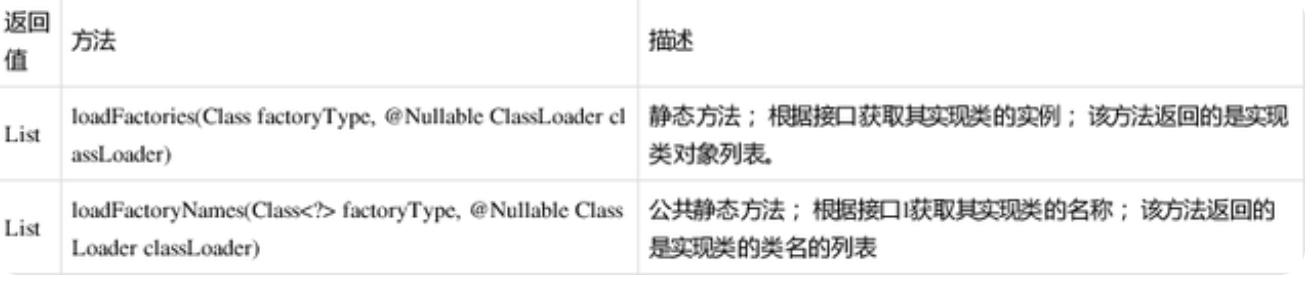 返回
值
方法
描述
List
loadFactories(Class factoryType, @Nullable ClassLoader cl
assLoader)
静态方法； 根据接口获取其实现类的实例； 该方法返回的是实现
类对象列表。
List
loadFactoryNames(Class<?> factoryType, @Nullable Class
Loader classLoader)
公共静态方法； 根据接口l获取其实现类的名称； 该方法返回的
是实现类的类名的列表